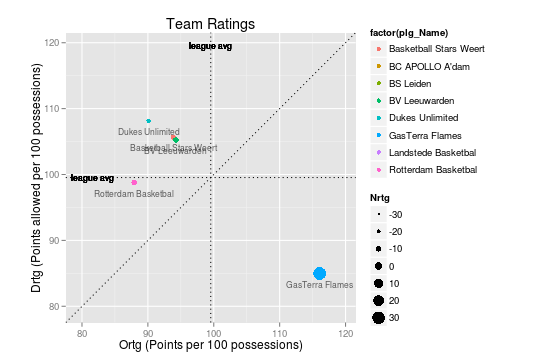 Team Ratings
league avg
120
110
100
90
80
Drtg (Points allowed per 100 possessions)
Dukes Unlimited
Basketball Stars Weert
BV Leeuwarden
league avg
Rotterdam Basketbal
GasTerra Flames
80
90
100
110
120
Ortg (Points per 100 possessions)
factor(plg_Name)
Basketball Stars Weert
BC APOLLO A'dam
BS Leiden
BV Leeuwarden
Dukes Unlimited
GasTerra Flames
Landstede Basketbal
Rotterdam Basketbal
Nrtg
-30
-20
-10
0
10
20
30